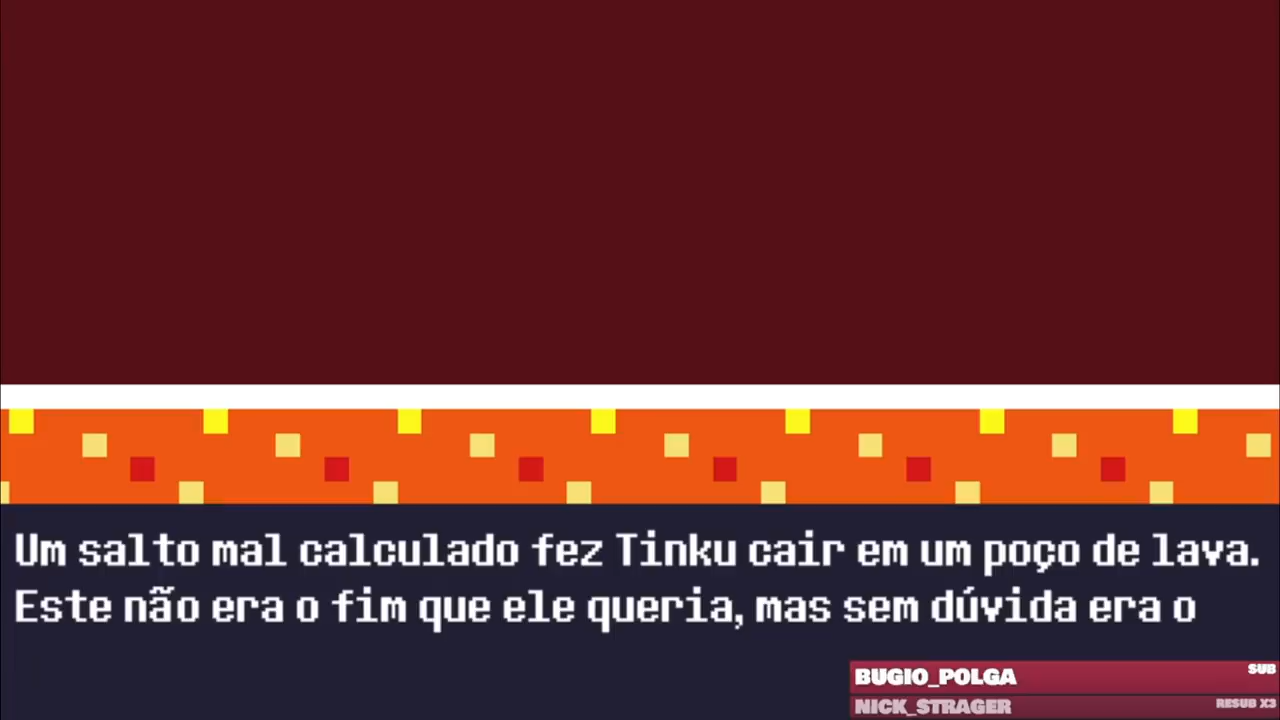 Um salto mal calculado fez Tinku cair em um poço de lava.
Este não era o fim que ele queria, mas sem dúvida era o
BUGIO_POLGA SUB
NICK_STRAGER RESUB X3